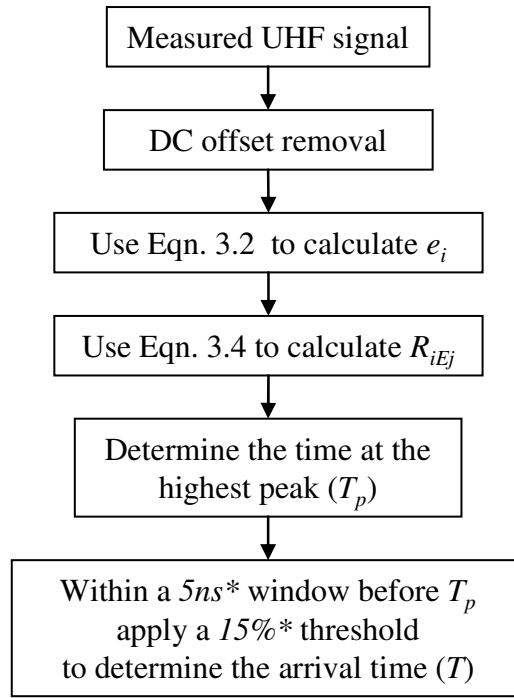 Measured UHF signal
DC offset removal
Use Eqn. 3.2 to calculate e_i
Use Eqn. 3.4 to calculate R_{iEj}
Determine the time at the
highest peak (T_p)
Within a 5ns* window before T_p
apply a 15%* threshold
to determine the arrival time (T)